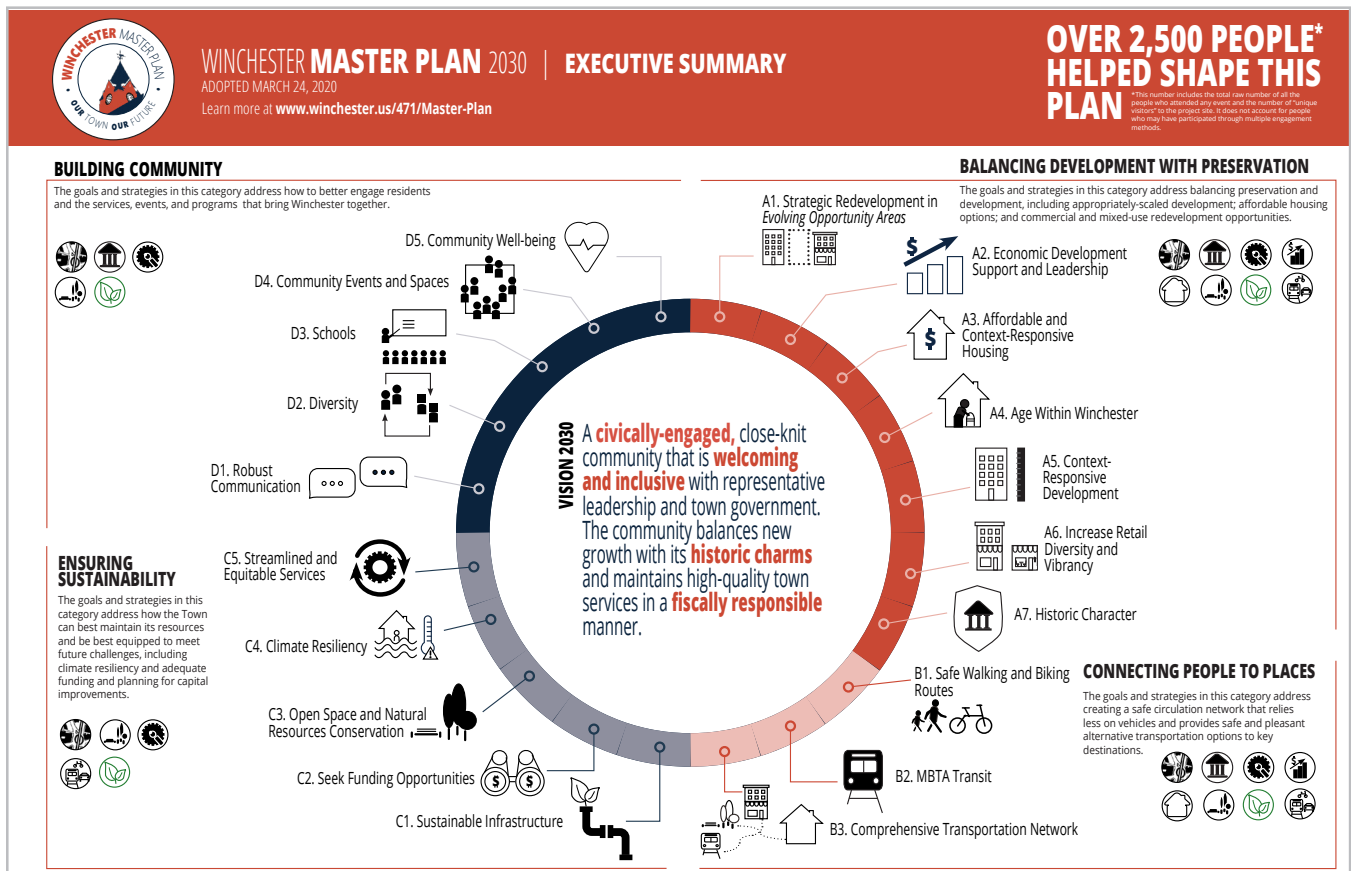 WINCHESTER MASTER PLAN
OUR TOWN OUR FUTURE
WINCHESTER MASTER PLAN 2030 | EXECUTIVE SUMMARY
ADOPTED MARCH 24, 2020
Learn more at www.winchester.us/471/Master-Plan
OVER 2,500 PEOPLE*
HELPED SHAPE THIS
PLAN
*This number includes the total raw number of all the
people who attended any event and the number of "unique
visitors" to the project site. It does not account for people
who may have participated through multiple engagement
methods.
BUILDING COMMUNITY
The goals and strategies in this category address how to better engage residents
and the services, events, and programs that bring Winchester together.
BALANCING DEVELOPMENT WITH PRESERVATION
The goals and strategies in this category address balancing preservation and
development, including appropriately-scaled development; affordable housing
options; and commercial and mixed-use redevelopment opportunities.
D5. Community Well-being
D4. Community Events and Spaces
D3. Schools
D2. Diversity
D1. Robust
Communication
A1. Strategic Redevelopment in
Evolving Opportunity Areas
$
A2. Economic Development
Support and Leadership
$
A3. Affordable and
Context-Responsive
Housing
A4. Age Within Winchester
A5. Context-
Responsive
Development
A6. Increase Retail
Diversity and
Vibrancy
A7. Historic Character
VISION 2030
A civically-engaged, close-knit
community that is welcoming
and inclusive with representative
leadership and town government.
The community balances new
growth with its historic charms
and maintains high-quality town
services in a fiscally responsible
manner.
ENSURING
SUSTAINABILITY
The goals and strategies in this
category address how the Town
can best maintain its resources
and be best equipped to meet
future challenges, including
climate resiliency and adequate
funding and planning for capital
improvements.
C5. Streamlined and
Equitable Services
C4. Climate Resiliency
C3. Open Space and Natural
Resources Conservation
C2. Seek Funding Opportunities
$ $
C1. Sustainable Infrastructure
B1. Safe Walking and Biking
Routes
B2. MBTA Transit
B3. Comprehensive Transportation Network
CONNECTING PEOPLE TO PLACES
The goals and strategies in this category address
creating a safe circulation network that relies
less on vehicles and provides safe and pleasant
alternative transportation options to key
destinations.